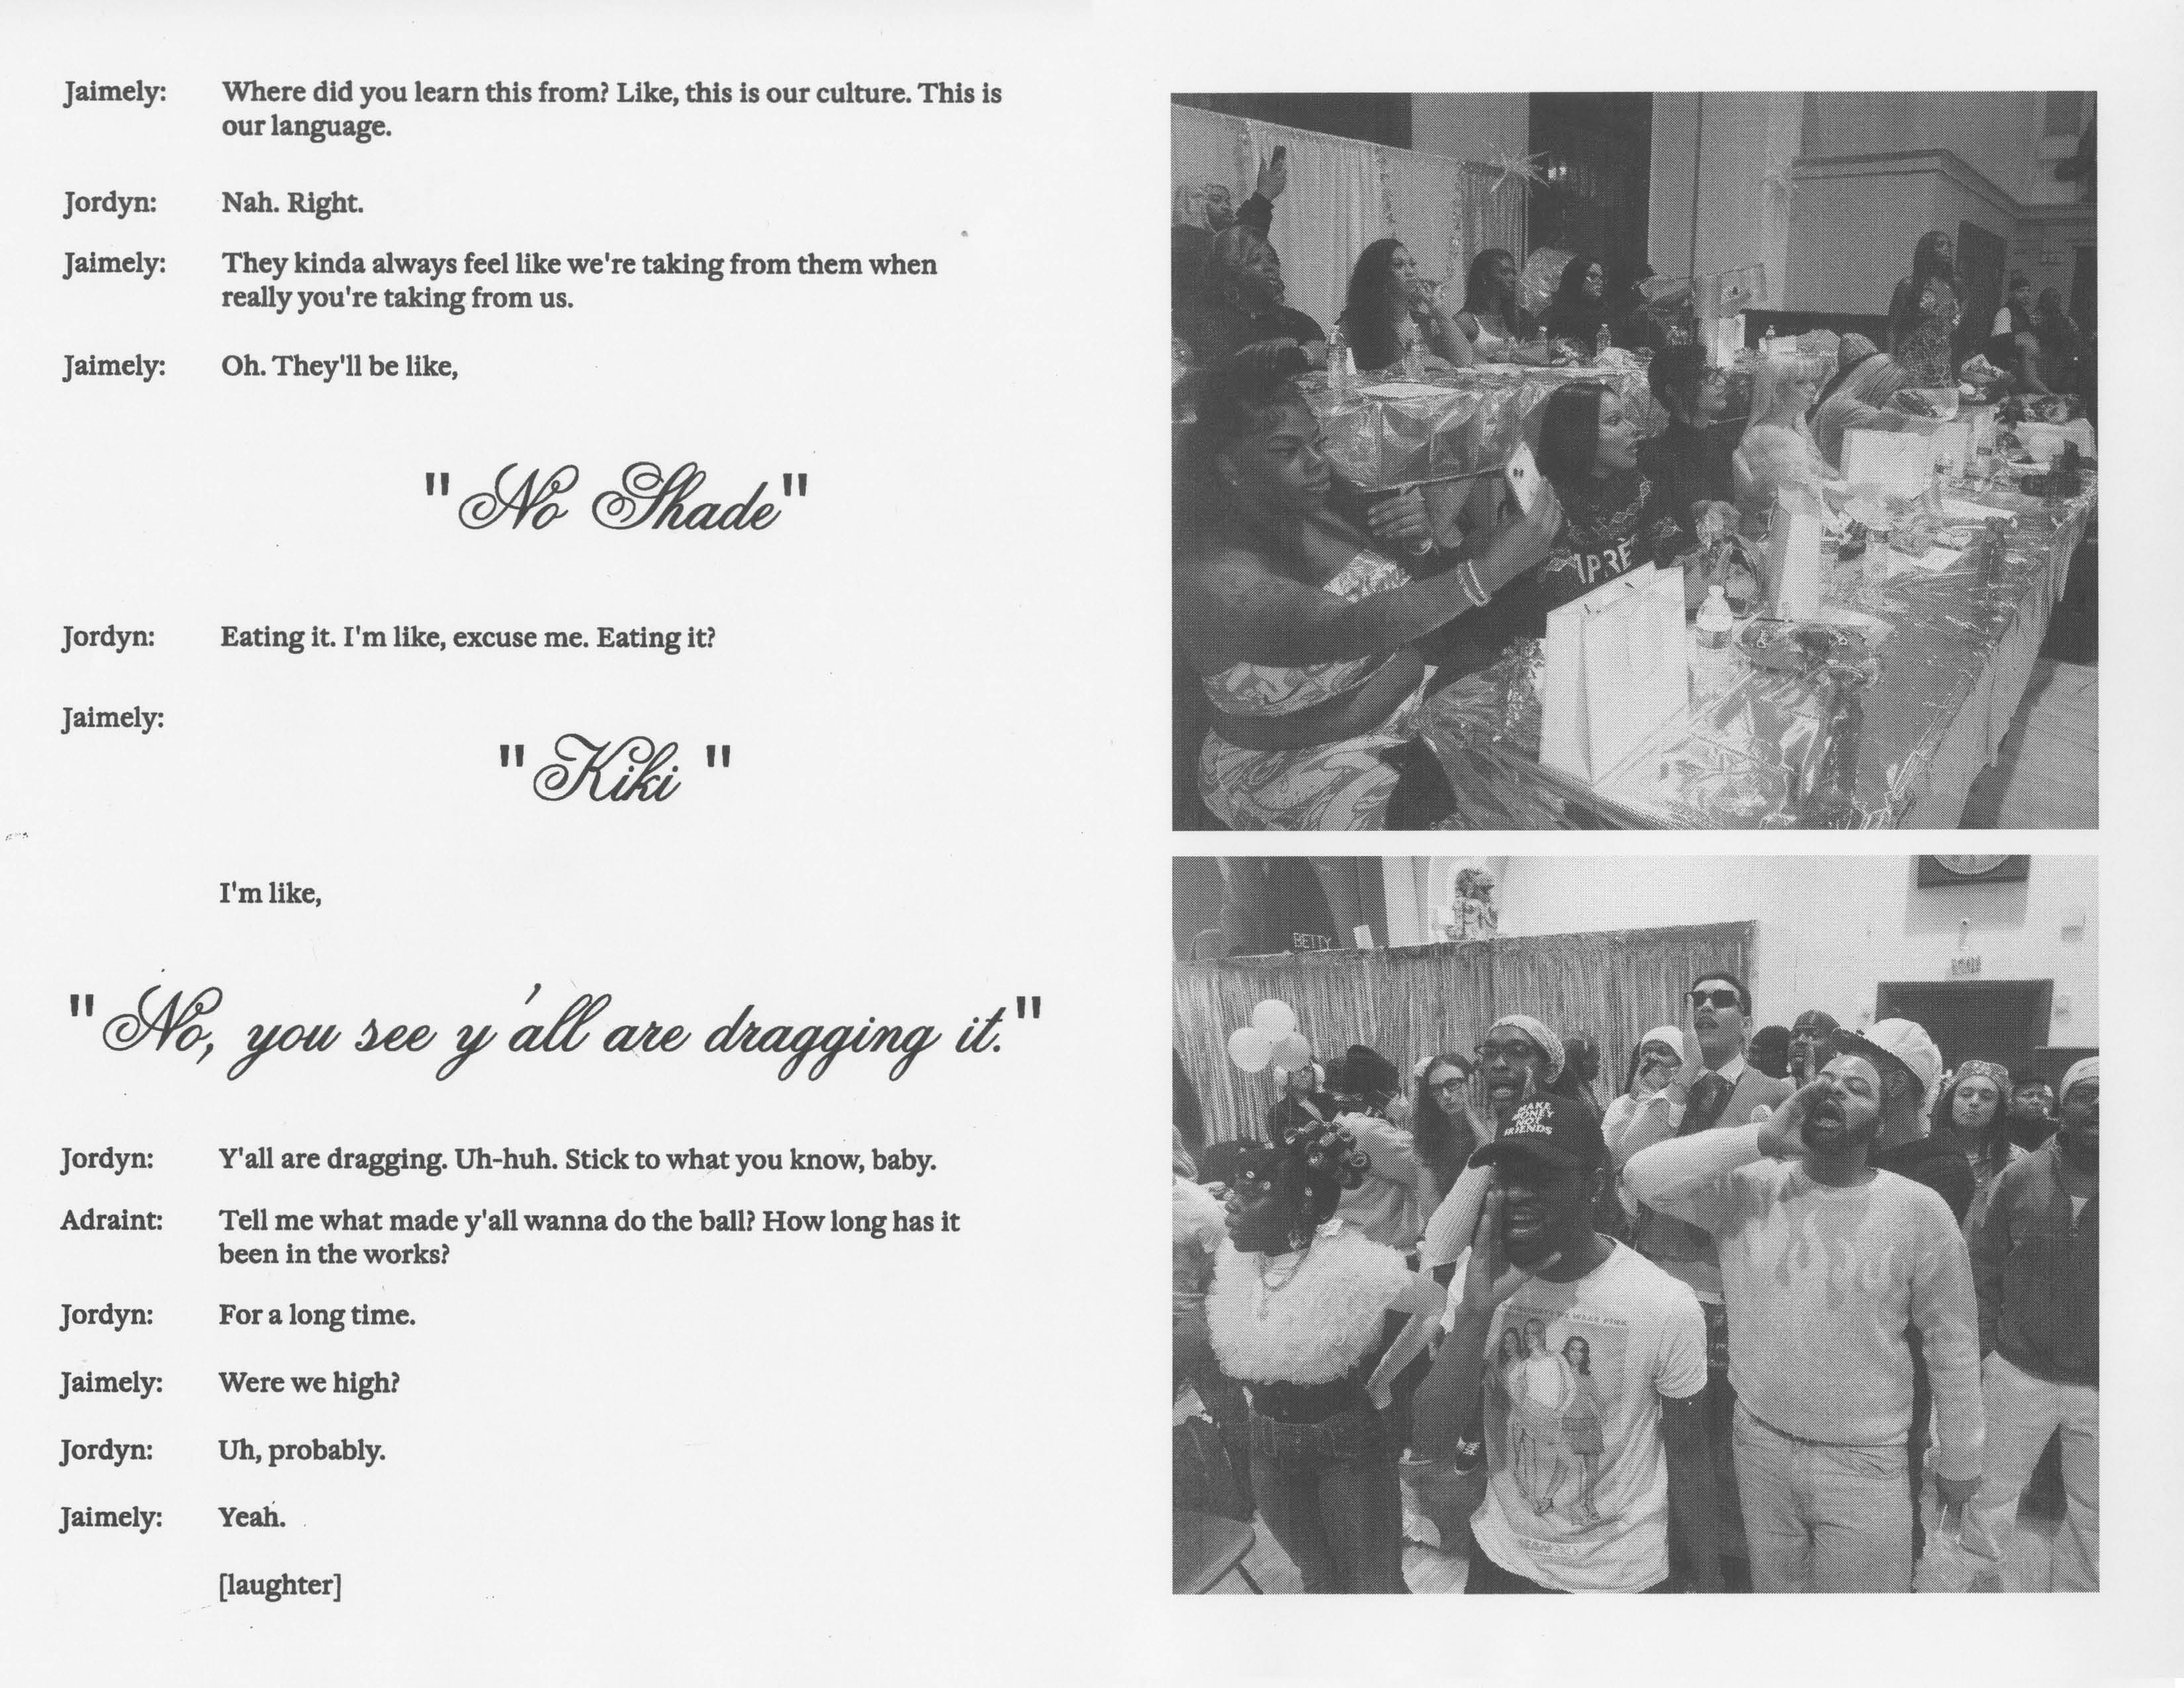 Jaimely: Where did you learn this from? Like, this is our culture. This is
our language.
Jordyn: Nah. Right.
Jaimely: They kinda always feel like we're taking from them when
really you're taking from us.
Jaimely: Oh. They'll be like,
"No Shade"
Jordyn: Eating it. I'm like, excuse me. Eating it?
Jaimely:
"Kiki"
I'm like,
"No, you see y'all are dragging it."
Jordyn: Y'all are dragging. Uh-huh. Stick to what you know, baby.
Adraint: Tell me what made y'all wanna do the ball? How long has it
been in the works?
Jordyn: For a long time.
Jaimely: Were we high?
Jordyn: Uh, probably.
Jaimely: Yeah.
[laughter]
IPRÈ
BETTY
MAKE
MONEY
NOT
FRIENDS
WE WEAR PINK